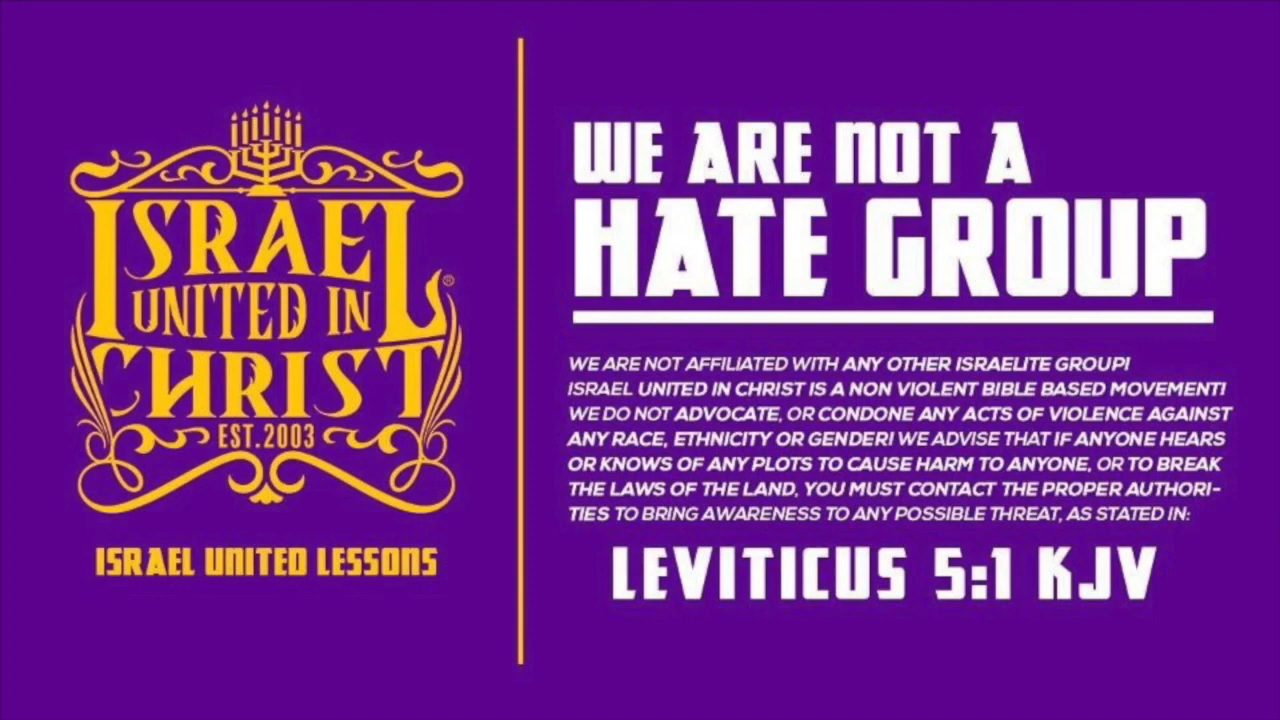 ISRAEL
UNITED IN
CHRIST
EST.2003
ISRAEL UNITED LESSONS
WE ARE NOT A
HATE GROUP
WE ARE NOT AFFILIATED WITH ANY OTHER ISRAELITE GROUP!
ISRAEL UNITED IN CHRIST IS A NON VIOLENT BIBLE BASED MOVEMENT!
WE DO NOT ADVOCATE, OR CONDONE ANY ACTS OF VIOLENCE AGAINST
ANY RACE, ETHNICITY OR GENDER! WE ADVISE THAT IF ANYONE HEARS
OR KNOWS OF ANY PLOTS TO CAUSE HARM TO ANYONE, OR TO BREAK
THE LAWS OF THE LAND, YOU MUST CONTACT THE PROPER AUTHORI-
TIES TO BRING AWARENESS TO ANY POSSIBLE THREAT, AS STATED IN:
LEVITICUS 5:1 KJV